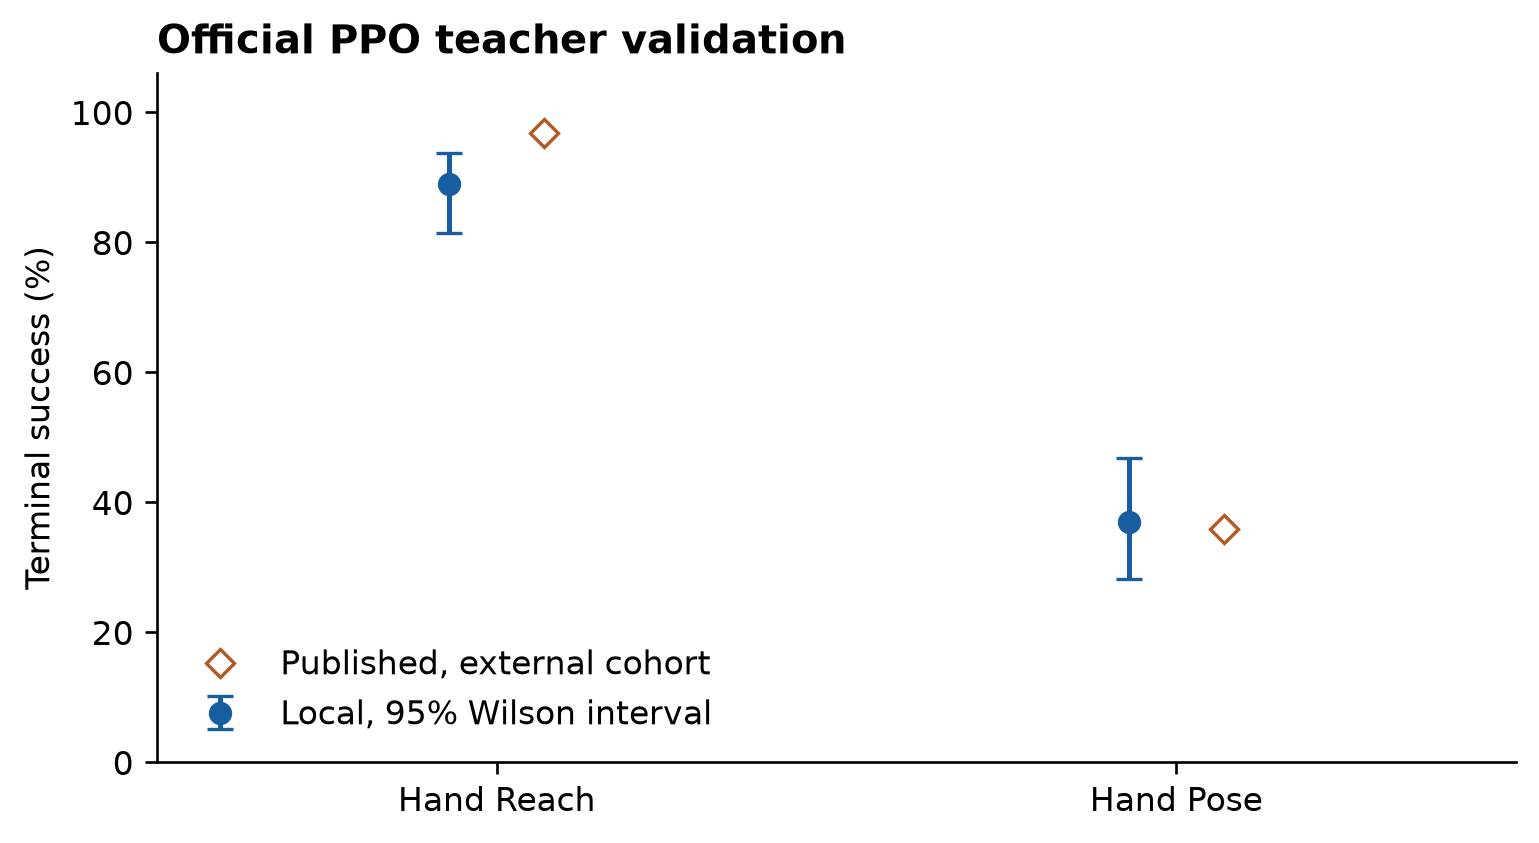 Official PPO teacher validation
Terminal success (%)
100
80
60
40
20
0
Published, external cohort
Local, 95% Wilson interval
Hand Reach
Hand Pose